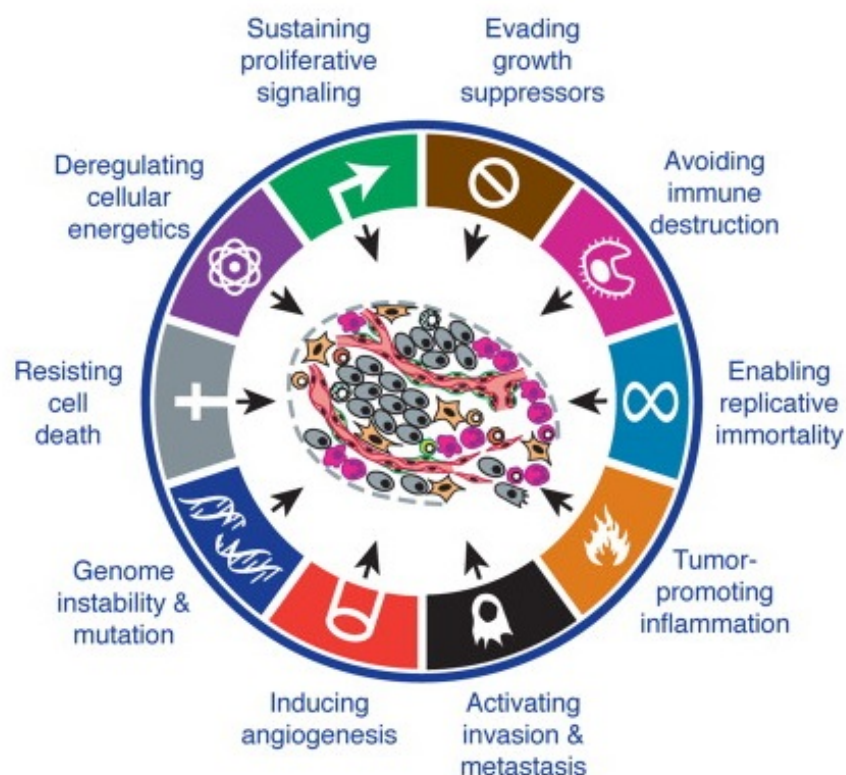 Sustaining
proliferative
signaling
Evading
growth
suppressors
Avoiding
immune
destruction
Enabling
replicative
immortality
Tumor-
promoting
inflammation
Activating
invasion &
metastasis
Inducing
angiogenesis
Genome
instability &
mutation
Resisting
cell
death
Deregulating
cellular
energetics